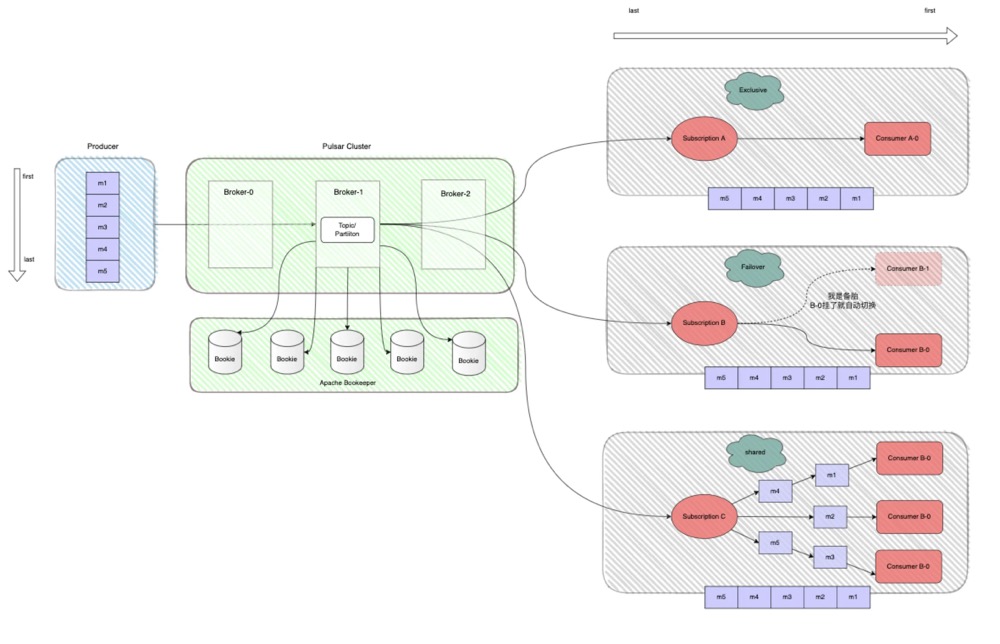 last
first
Producer
first
m1
m2
m3
m4
m5
last
Pulsar Cluster
Broker-0
Broker-1
Topic/
Partiiton
Broker-2
Bookie
Bookie
Bookie
Bookie
Bookie
Apache Bookeeper
Exclusive
Subscription A
Consumer A-0
m5
m4
m3
m2
m1
Failover
Consumer B-1
我是备胎
B-0挂了就自动切换
Subscription B
Consumer B-0
m5
m4
m3
m2
m1
shared
Consumer B-0
m1
m4
Subscription C
m2
Consumer B-0
m5
m3
Consumer B-0
m5
m4
m3
m2
m1